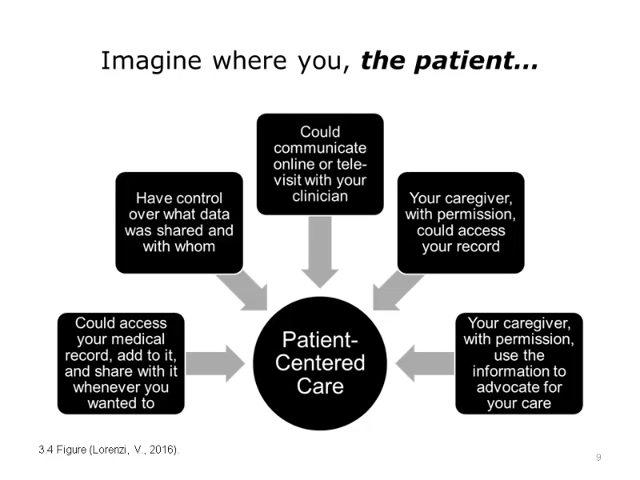 Imagine where you, the patient...
Could
communicate
online or tele-
visit with your
clinician
Have control
over what data
was shared and
with whom
Your caregiver,
with permission,
could access
your record
Could access
your medical
record, add to it,
and share with it
whenever you
wanted to
Patient-
Centered
Care
Your caregiver,
with permission,
use the
information to
advocate for
your care
3.4 Figure (Lorenzi, V., 2016).
9